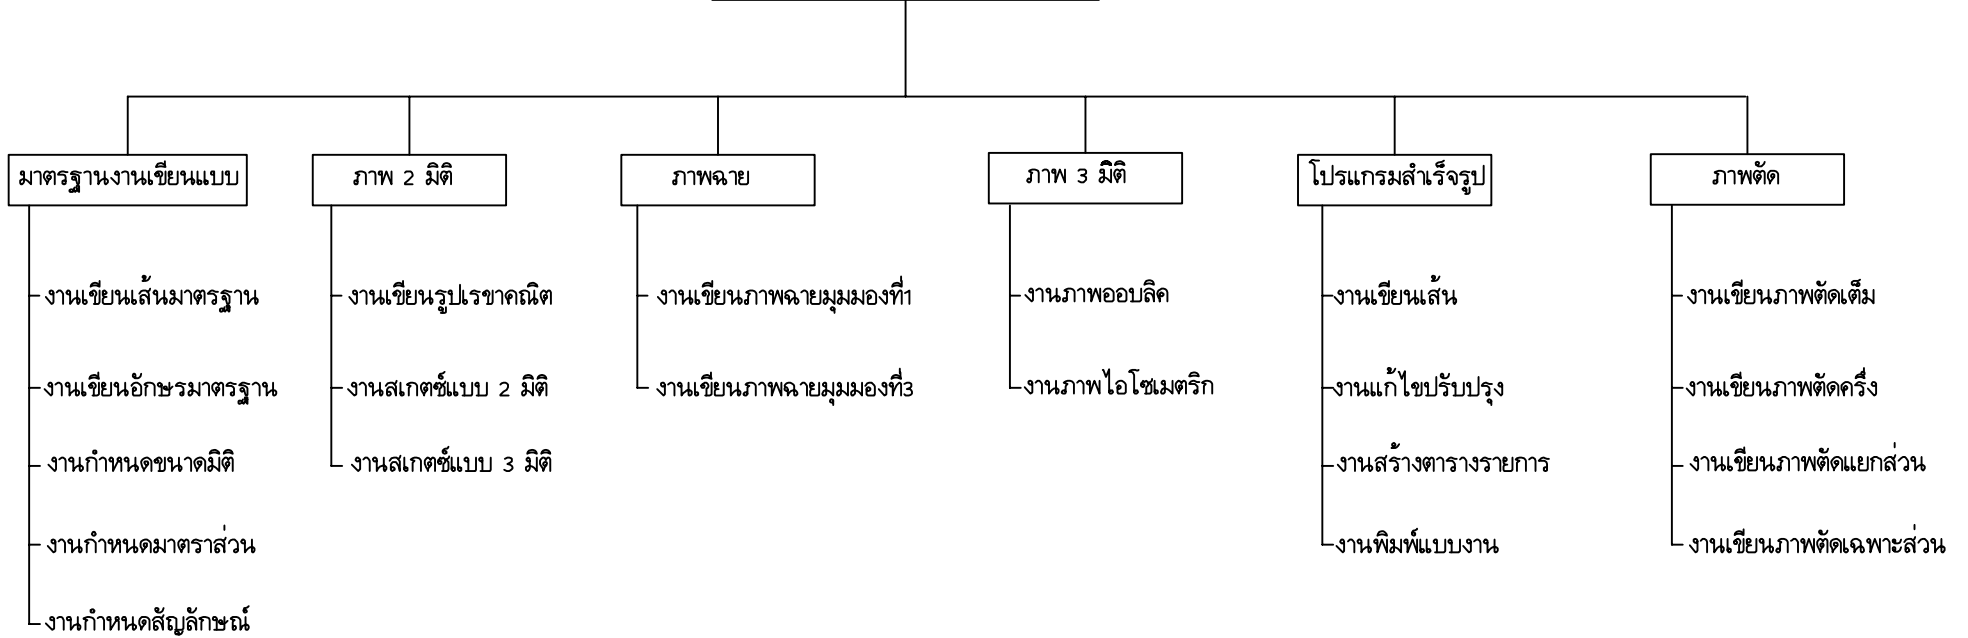 มาตรฐานงานเขียนแบบ
งานเขียนเส้นมาตรฐาน
งานเขียนอักษรมาตรฐาน
งานกำหนดขนาดมิติ
งานกำหนดมาตราส่วน
งานกำหนดสัญลักษณ์
ภาพ 2 มิติ
งานเขียนรูปเรขาคณิต
งานสเกตซ์แบบ 2 มิติ
งานสเกตซ์แบบ 3 มิติ
ภาพฉาย
งานเขียนภาพฉายมุมมองที่1
งานเขียนภาพฉายมุมมองที่3
ภาพ 3 มิติ
งานภาพออบลิค
งานภาพไอโซเมตริก
โปรแกรมสำเร็จรูป
งานเขียนเส้น
งานแก้ไขปรับปรุง
งานสร้างตารางรายการ
งานพิมพ์แบบงาน
ภาพตัด
งานเขียนภาพตัดเต็ม
งานเขียนภาพตัดครึ่ง
งานเขียนภาพตัดแยกส่วน
งานเขียนภาพตัดเฉพาะส่วน